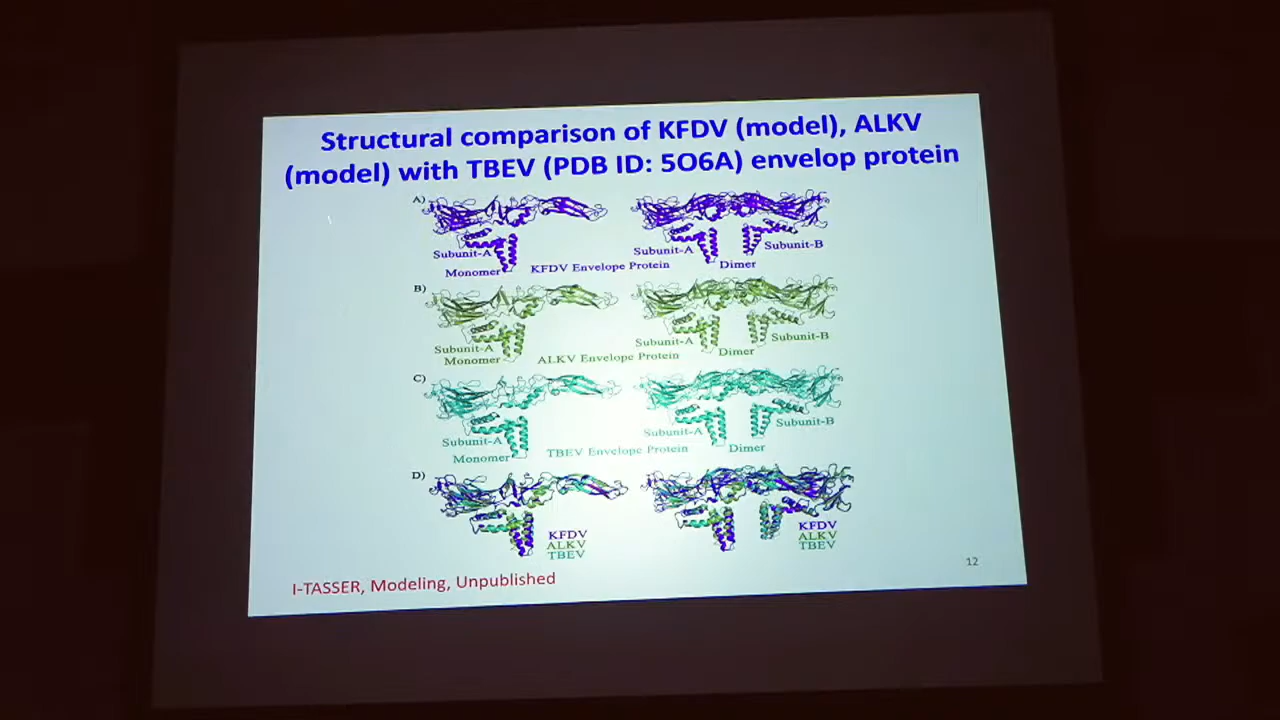 Structural comparison of KFDV (model), ALKV
(model) with TBEV (PDB ID: 5O6A) envelop protein
A)
Subunit-A
Monomer
KFDV Envelope Protein
Subunit-A
Subunit-B
Dimer
B)
Subunit-A
Monomer
ALKV Envelope Protein
Subunit-A
Subunit-B
Dimer
C)
Subunit-A
Monomer
TBEV Envelope Protein
Subunit-A
Subunit-B
Dimer
D)
KFDV
ALKV
TBEV
KFDV
ALKV
TBEV
I-TASSER, Modeling, Unpublished
12